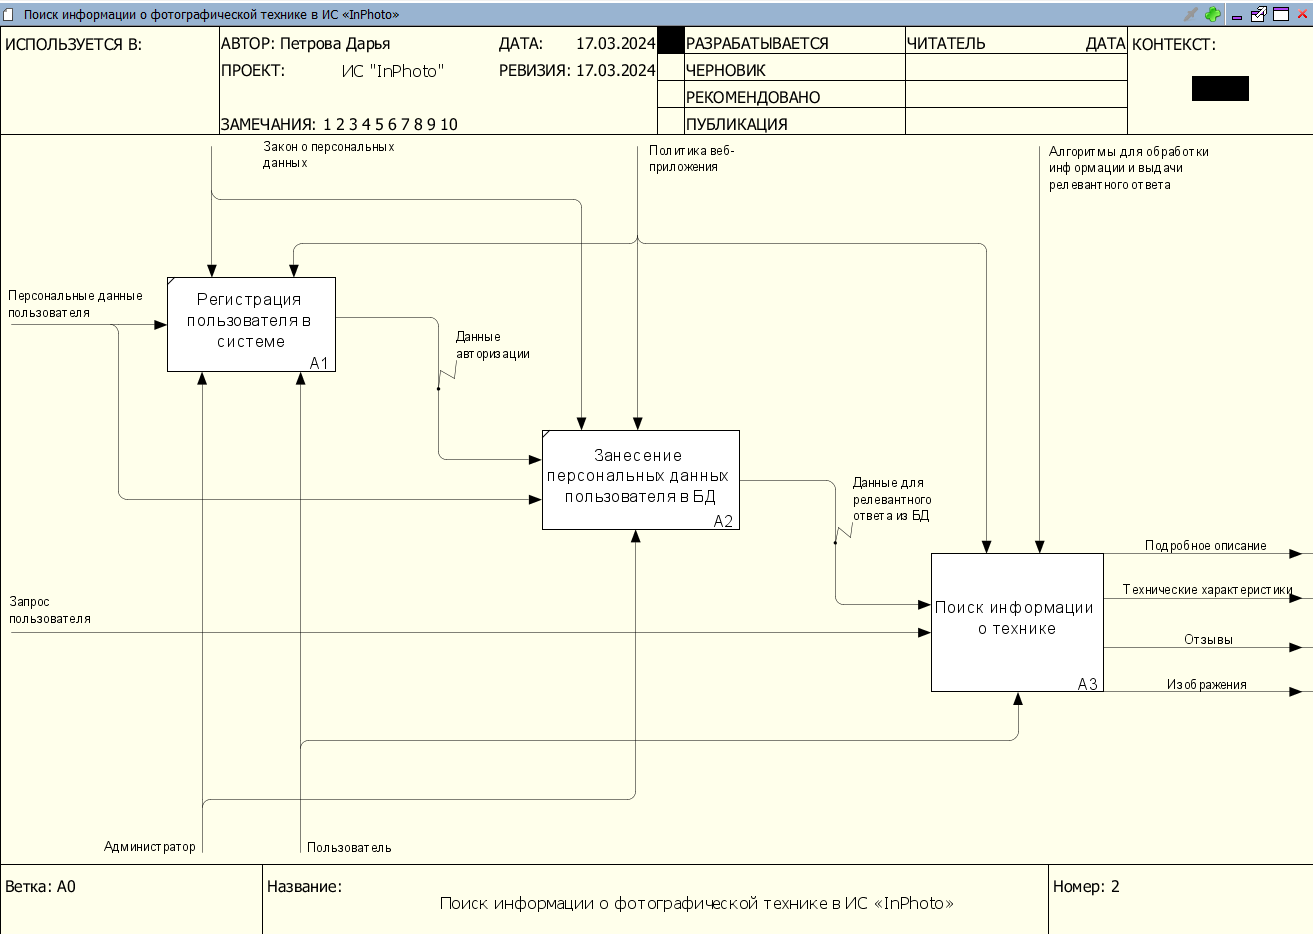 Поиск информации о фотографической технике в ИС «InPhoto»
ИСПОЛЬЗУЕТСЯ В:
АВТОР: Петрова Дарья
ДАТА: 17.03.2024
ПРОЕКТ: ИС "InPhoto"
РЕВИЗИЯ: 17.03.2024
ЗАМЕЧАНИЯ: 1 2 3 4 5 6 7 8 9 10
РАЗРАБАТЫВАЕТСЯ
ЧЕРНОВИК
РЕКОМЕНДОВАНО
ПУБЛИКАЦИЯ
ЧИТАТЕЛЬ
ДАТА
КОНТЕКСТ:
Закон о персональных
данных
Политика веб-
приложения
Алгоритмы для обработки
информации и выдачи
релевантного ответа
Персональные данные
пользователя
Регистрация
пользователя в
системе
A1
Данные
авторизации
Занесение
персональных данных
пользователя в БД
A2
Данные для
релевантного
ответа из БД
Запрос
пользователя
Поиск информации
о технике
A3
Подробное описание
Технические характеристики
Отзывы
Изображения
Администратор
Пользователь
Ветка: A0
Название:
Поиск информации о фотографической технике в ИС «InPhoto»
Номер: 2